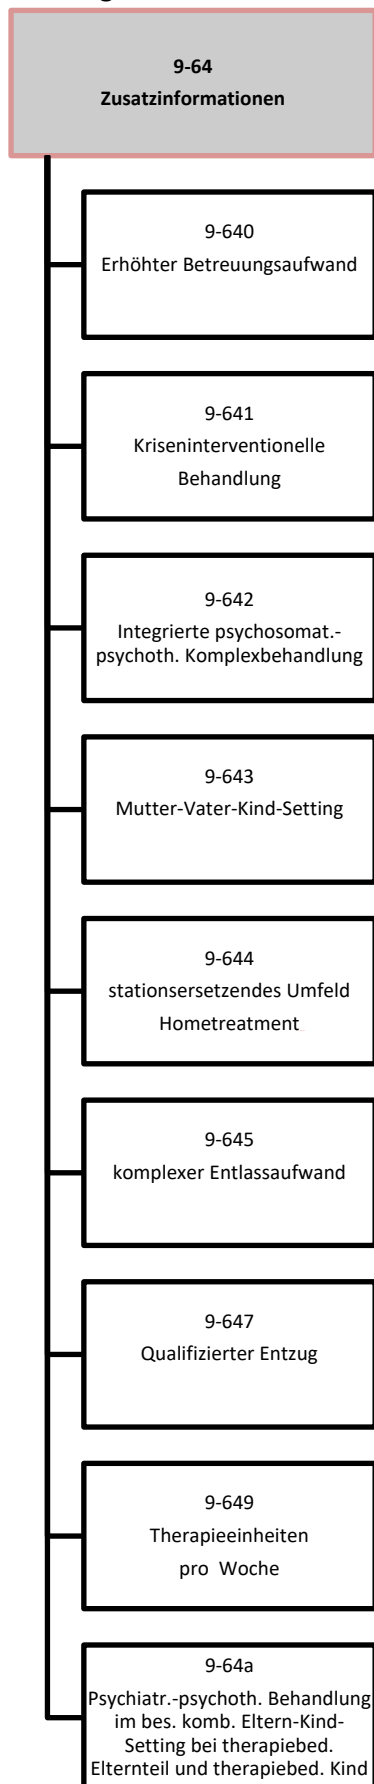 9-64
Zusatzinformationen
9-640
Erhöhter Betreuungsaufwand
9-641
Kriseninterventionelle
Behandlung
9-642
Integrierte psychosomat.-
psychoth. Komplexbehandlung
9-643
Mutter-Vater-Kind-Setting
9-644
stationsersetzendes Umfeld
Hometreatment
9-645
komplexer Entlassaufwand
9-647
Qualifizierter Entzug
9-649
Therapieeinheiten
pro Woche
9-64a
Psychiatr.-psychoth. Behandlung
im bes. komb. Eltern-Kind-
Setting bei therapiebed.
Elternteil und therapiebed. Kind